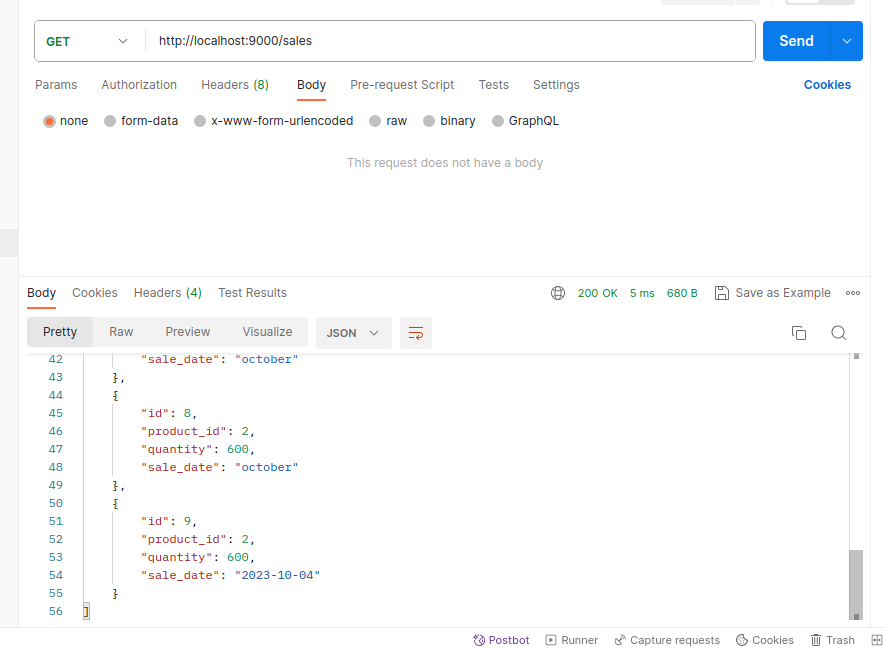 GET http://localhost:9000/sales Send
Params Authorization Headers (8) Body Pre-request Script Tests Settings Cookies
none form-data x-www-form-urlencoded raw binary GraphQL
This request does not have a body
Body Cookies Headers (4) Test Results 200 OK 5 ms 680 B Save as Example
Pretty Raw Preview Visualize JSON
42 "sale_date": "october"
43 },
44 {
45 "id": 8,
46 "product_id": 2,
47 "quantity": 600,
48 "sale_date": "october"
49 },
50 {
51 "id": 9,
52 "product_id": 2,
53 "quantity": 600,
54 "sale_date": "2023-10-04"
55 }
56 ]
Postbot Runner Capture requests Cookies Trash